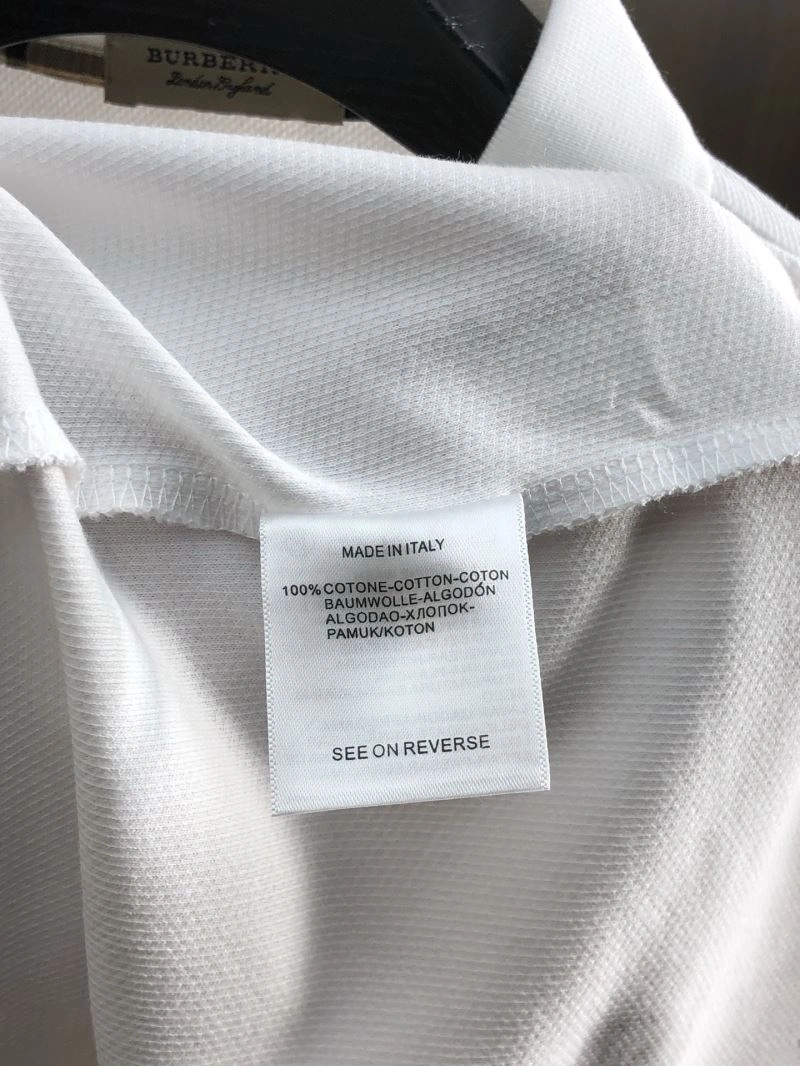 BURBERR
London England
MADE IN ITALY
100% COTONE-COTTON-COTON
BAUMWOLLE-ALGODÓN
ALGODAO-ХЛОПОК-
PAMUK/KOTON
SEE ON REVERSE